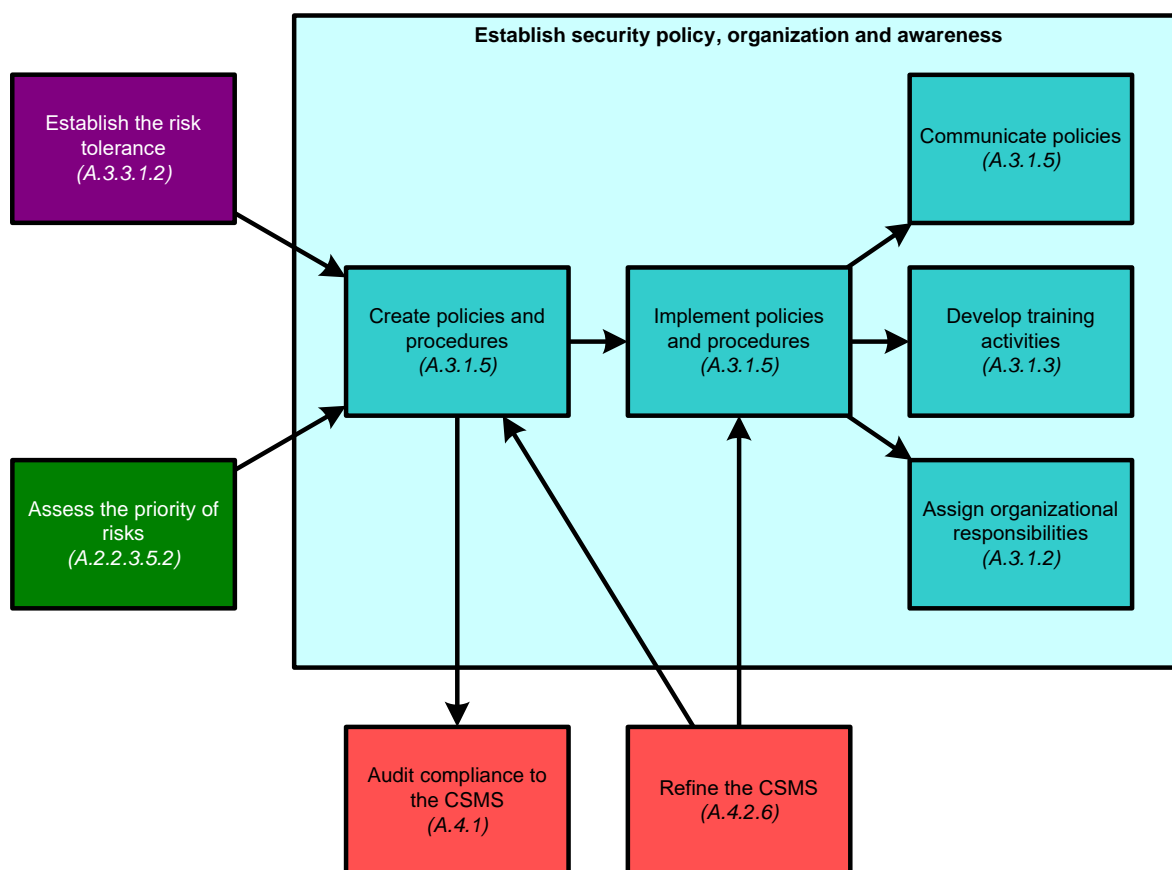 Establish security policy, organization and awareness
Establish the risk
tolerance
(A.3.3.1.2)
Communicate policies
(A.3.1.5)
Create policies and
procedures
(A.3.1.5)
Implement policies
and procedures
(A.3.1.5)
Develop training
activities
(A.3.1.3)
Assess the priority of
risks
(A.2.2.3.5.2)
Assign organizational
responsibilities
(A.3.1.2)
Audit compliance to
the CSMS
(A.4.1)
Refine the CSMS
(A.4.2.6)